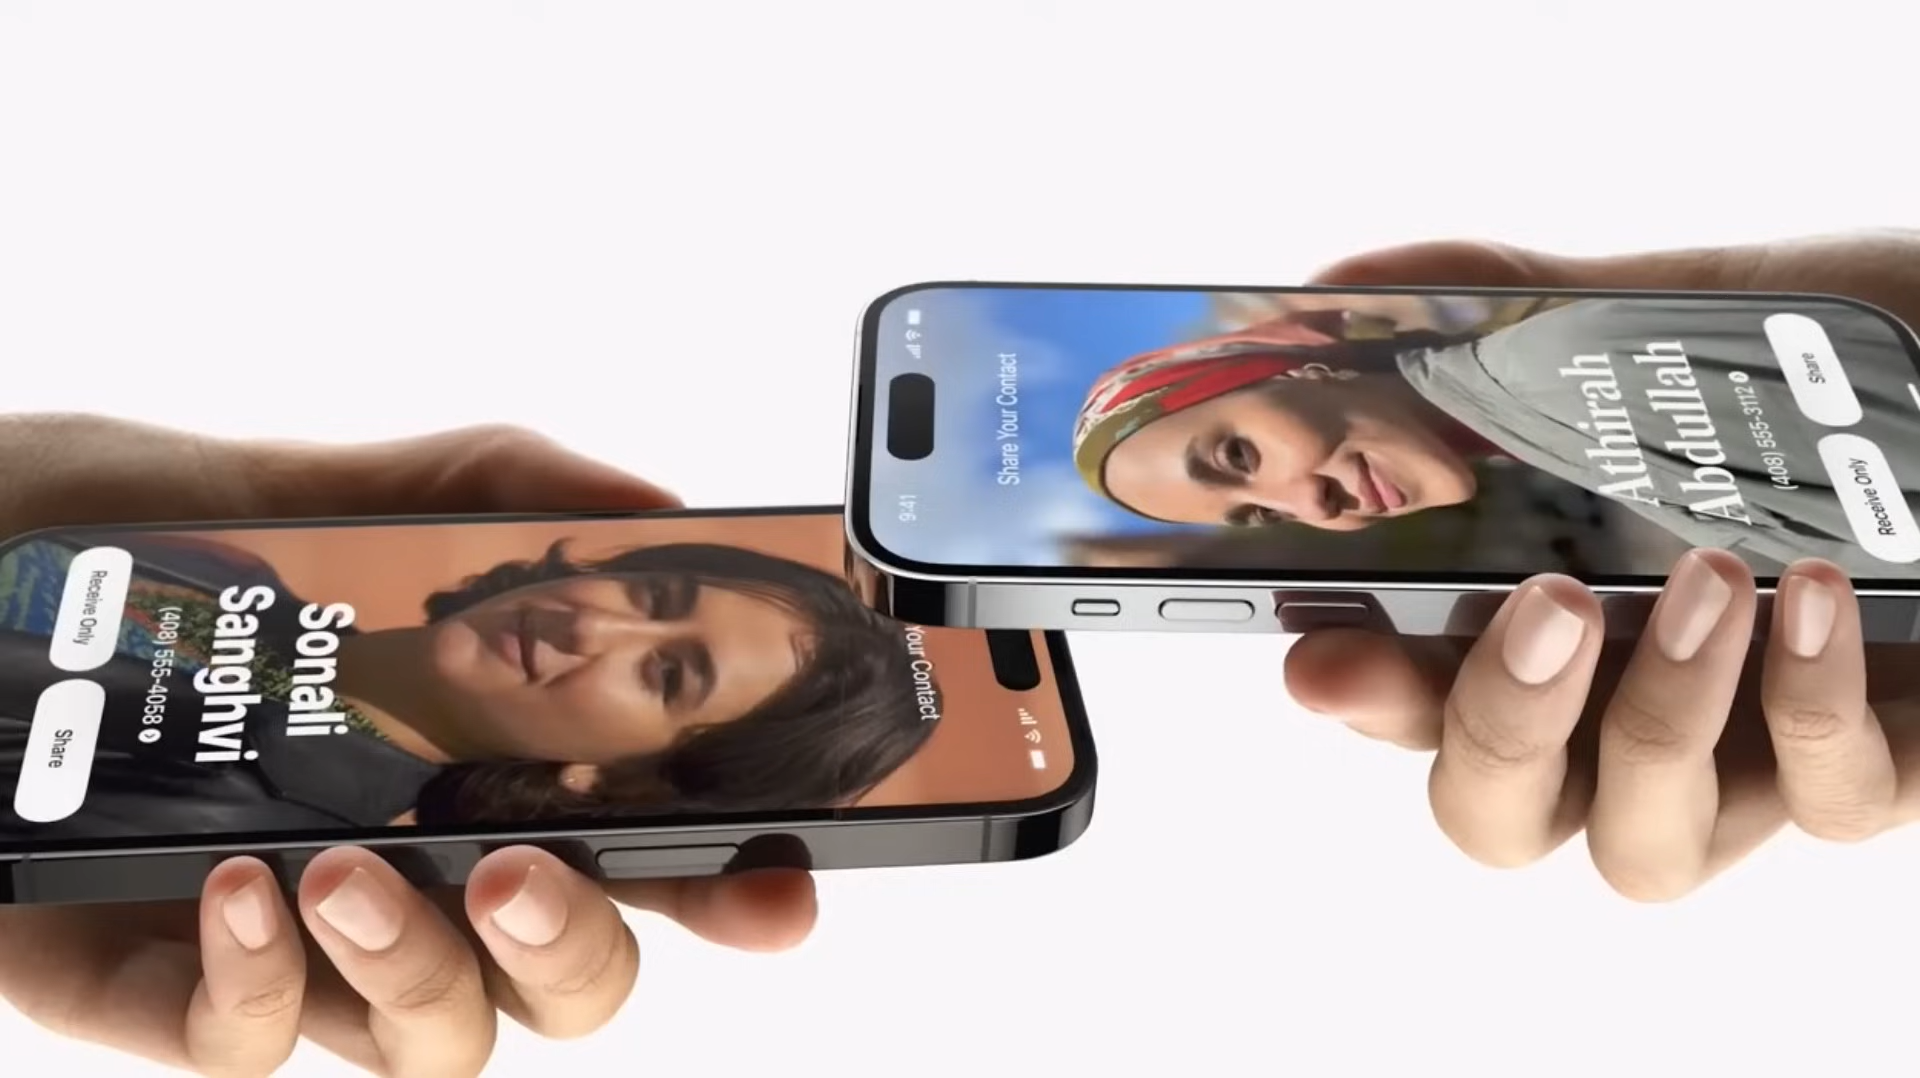 Your Contact
Sonali
Sanghvi
(408) 555-4058
Receive Only
Share
9:41
Share Your Contact
Athirah
Abdullah
(408) 555-3112
Share
Receive Only